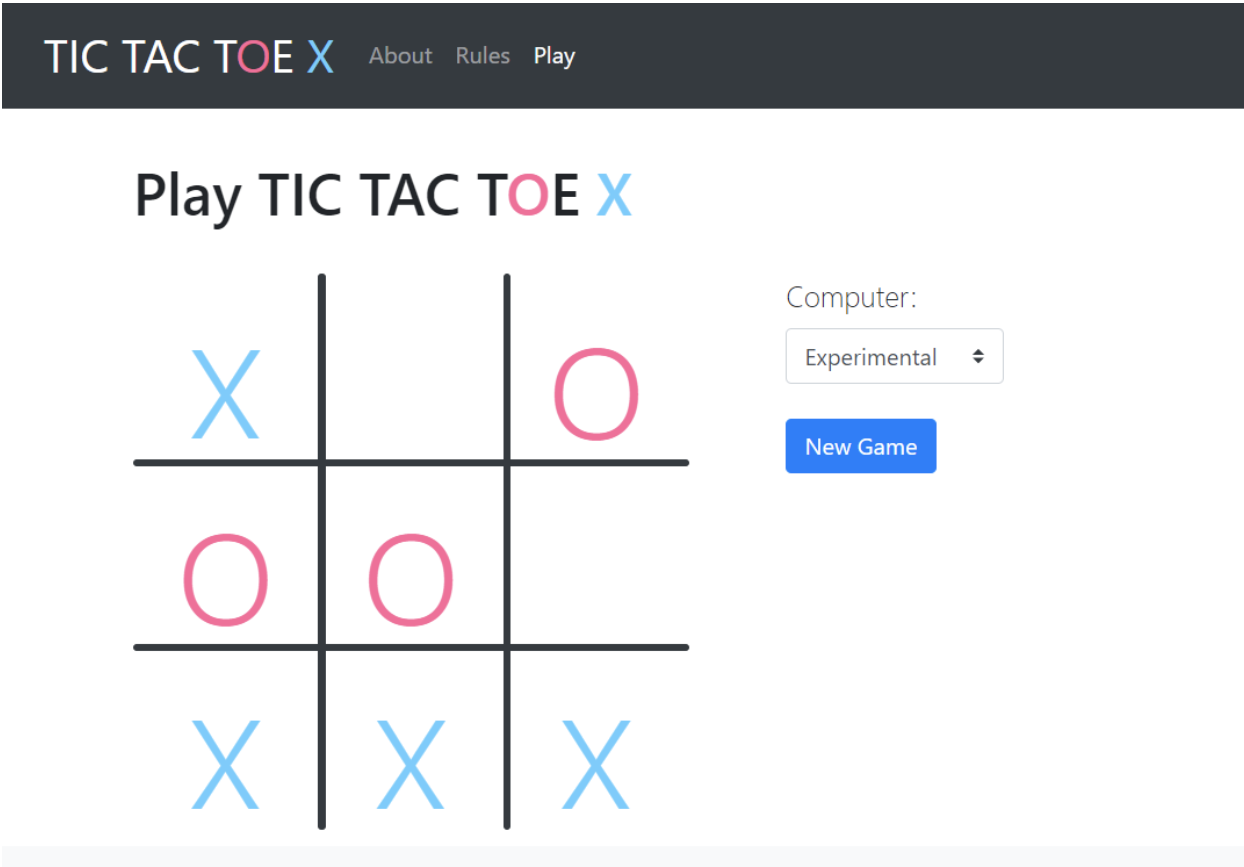 TIC TAC TOE X About Rules Play
Play TIC TAC TOE X
Computer:
Experimental
New Game
X O
O O
X X X